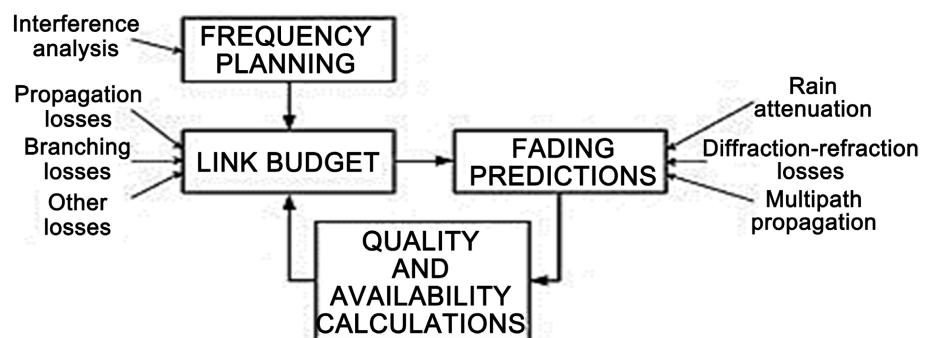 Interference
analysis
FREQUENCY
PLANNING
Propagation
losses
Branching
losses
Other
losses
LINK BUDGET
FADING
PREDICTIONS
Rain
attenuation
Diffraction-refraction
losses
Multipath
propagation
QUALITY
AND
AVAILABILITY
CALCULATIONS